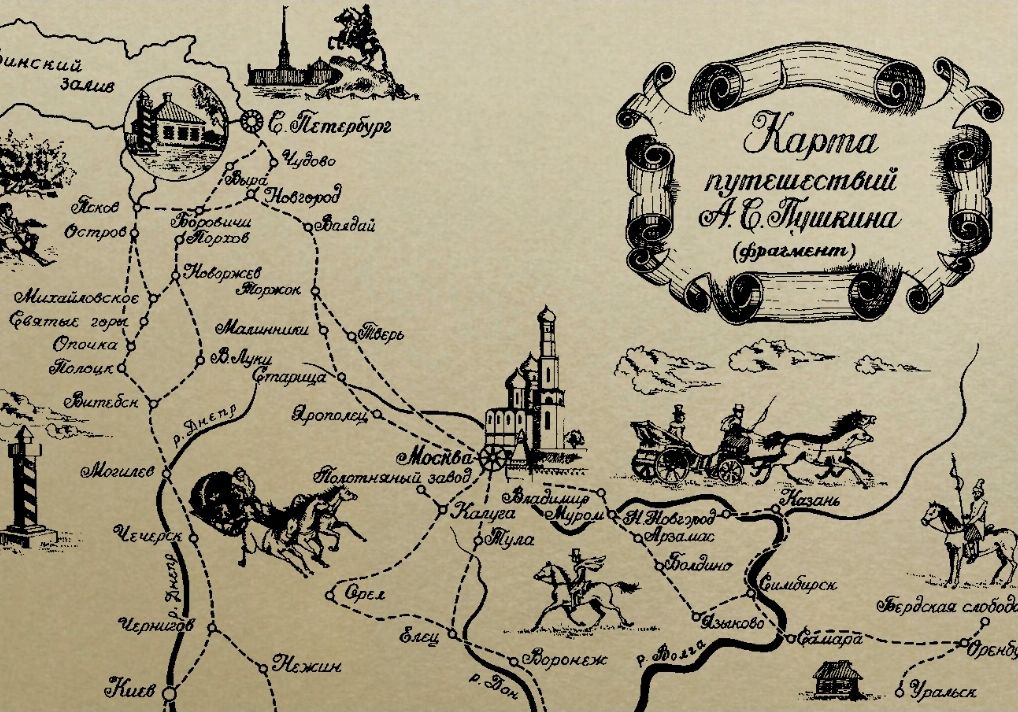 инский
залив
С. Петербург
Карта
путешествий
А. С. Пушкина
(фрагмент)
Чудово
Выра
Новгород
Псков
Боровичи
Остров
Порхов
Валдай
Новоржев
Торжок
Михайловское
Святые горы
Малинники
Тверь
Опочка
Полоцк
В. Луки
Старица
Витебск
Ярополец
р. Днепр
Москва
Могилев
Полотняный завод
Владимир
Казань
Калуга
Муром
Н. Новгород
Чечерск
Тула
Арзамас
Болдино
р. Днепр
Орел
Симбирск
Бердская слобода
Чернигов
Елец
Языково
Самара
Оренбу
Нежин
Воронеж
р. Волга
Киев
р. Дон
Уральск